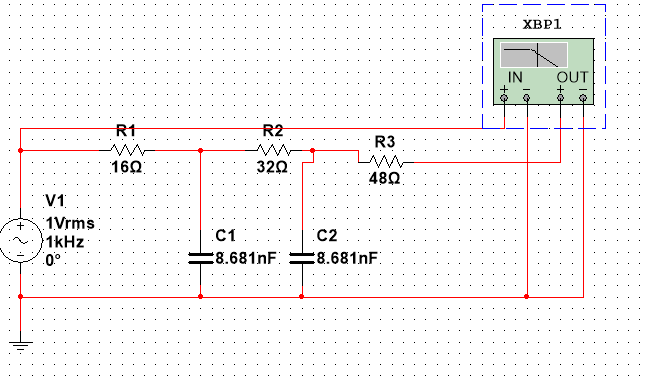 XBP1
IN OUT
+ - + -
R1
16Ω
R2
32Ω
R3
48Ω
V1
1Vrms
1kHz
0°
C1
8.681nF
C2
8.681nF